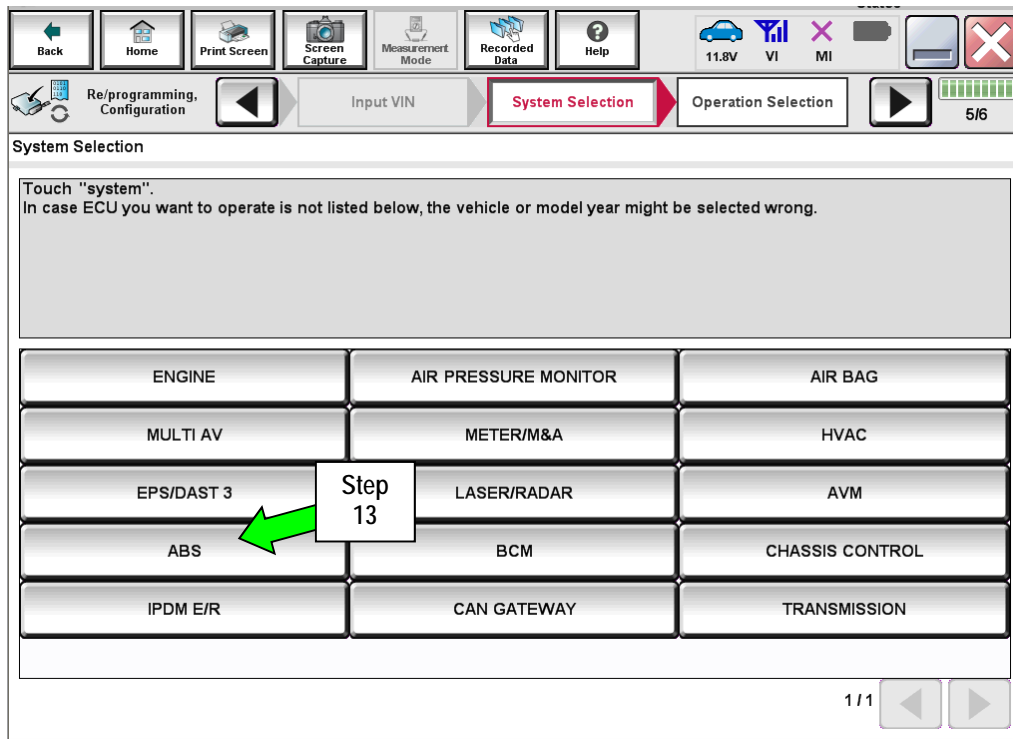 Back
Home
Print Screen
Screen
Capture
Measurement
Mode
Recorded
Data
Help
11.8V
VI
MI
Re/programming,
Configuration
Input VIN
System Selection
Operation Selection
5/6
System Selection
Touch "system".
In case ECU you want to operate is not listed below, the vehicle or model year might be selected wrong.
ENGINE
AIR PRESSURE MONITOR
AIR BAG
MULTI AV
METER/M&A
HVAC
EPS/DAST 3
Step
13
LASER/RADAR
AVM
ABS
BCM
CHASSIS CONTROL
IPDM E/R
CAN GATEWAY
TRANSMISSION
1/1